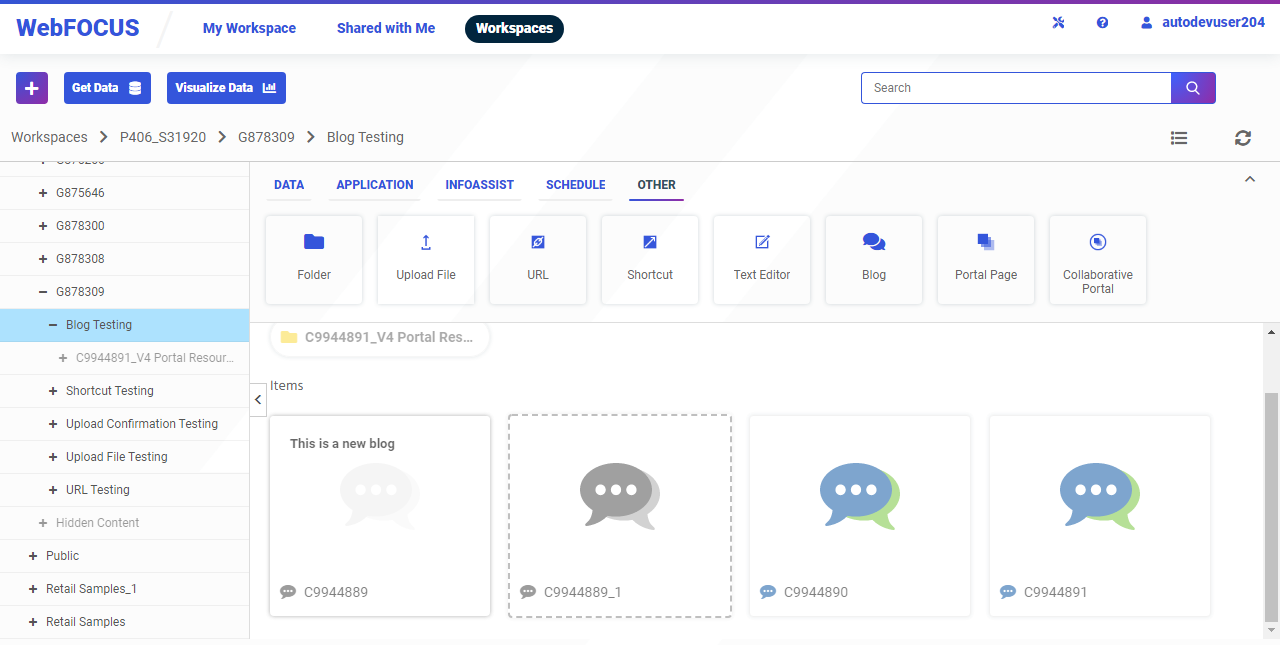 WebFOCUS
My Workspace
Shared with Me
Workspaces
autodevuser204
Get Data
Visualize Data
Search
Workspaces
P406_S31920
G878309
Blog Testing
G875646
G878300
G878308
G878309
Blog Testing
C9944891_V4 Portal Resour...
Shortcut Testing
Upload Confirmation Testing
Upload File Testing
URL Testing
Hidden Content
Public
Retail Samples_1
Retail Samples
DATA
APPLICATION
INFOASSIST
SCHEDULE
OTHER
Folder
Upload File
URL
Shortcut
Text Editor
Blog
Portal Page
Collaborative
Portal
C9944891_V4 Portal Reso...
Items
This is a new blog
C9944889
C9944889_1
C9944890
C9944891